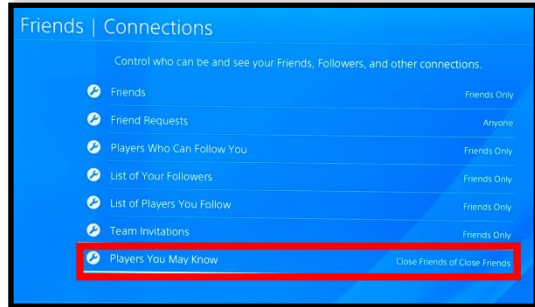 Friends | Connections
Control who can be and see your Friends, Followers, and other connections.
Friends Friends Only
Friend Requests Anyone
Players Who Can Follow You Friends Only
List of Your Followers Friends Only
List of Players You Follow Friends Only
Team Invitations Friends Only
Players You May Know Close Friends of Close Friends